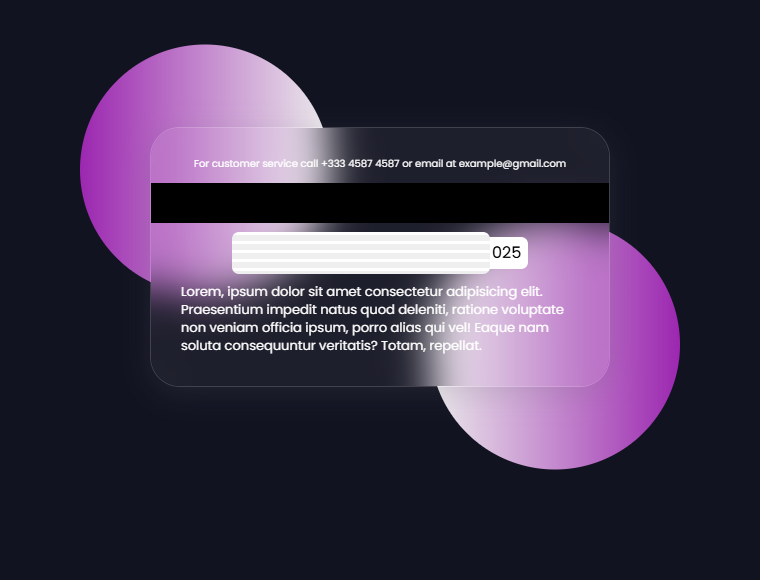 For customer service call +333 4587 4587 or email at example@gmail.com
025
Lorem, ipsum dolor sit amet consectetur adipisicing elit.
Praesentium impedit natus quod deleniti, ratione voluptate
non veniam officia ipsum, porro alias qui vel! Eaque nam
soluta consequuntur veritatis? Totam, repellat.